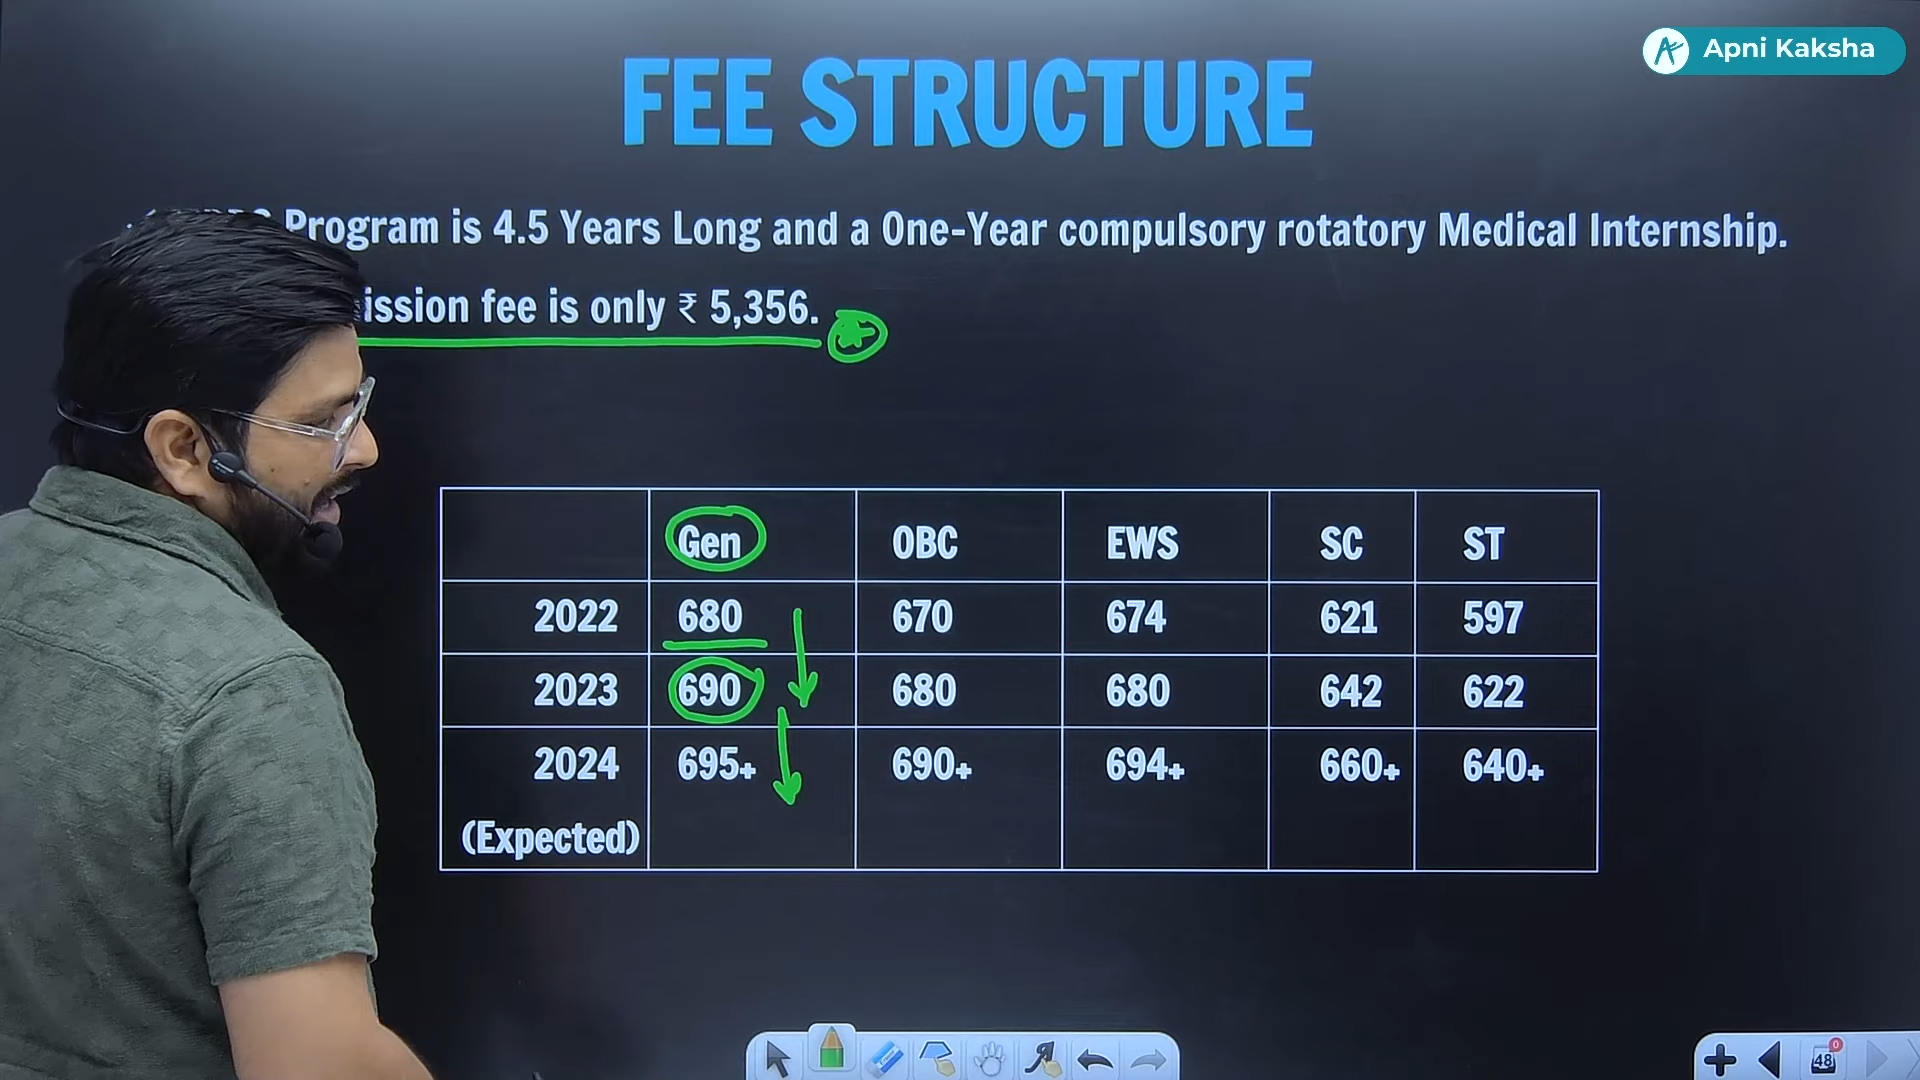 Apni Kaksha
FEE STRUCTURE
Program is 4.5 Years Long and a One-Year compulsory rotatory Medical Internship.
ission fee is only ₹ 5,356.
Gen OBC EWS SC ST
2022 680 670 674 621 597
2023 690 680 680 642 622
2024 695+ 690+ 694+ 660+ 640+
(Expected)
48
0